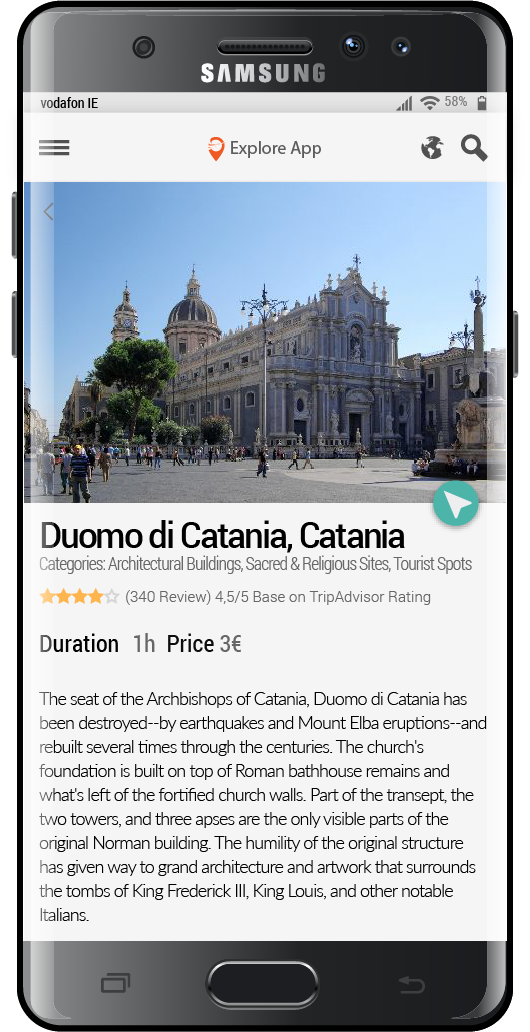 SAMSUNG
vodafon IE
58%
Explore App
Duomo di Catania, Catania
Categories: Architectural Buildings, Sacred & Religious Sites, Tourist Spots
(340 Review) 4,5/5 Base on TripAdvisor Rating
Duration 1h Price 3€
The seat of the Archbishops of Catania, Duomo di Catania has
been destroyed--by earthquakes and Mount Elba eruptions--and
rebuilt several times through the centuries. The church's
foundation is built on top of Roman bathhouse remains and
what's left of the fortified church walls. Part of the transept, the
two towers, and three apses are the only visible parts of the
original Norman building. The humility of the original structure
has given way to grand architecture and artwork that surrounds
the tombs of King Frederick III, King Louis, and other notable
Italians.